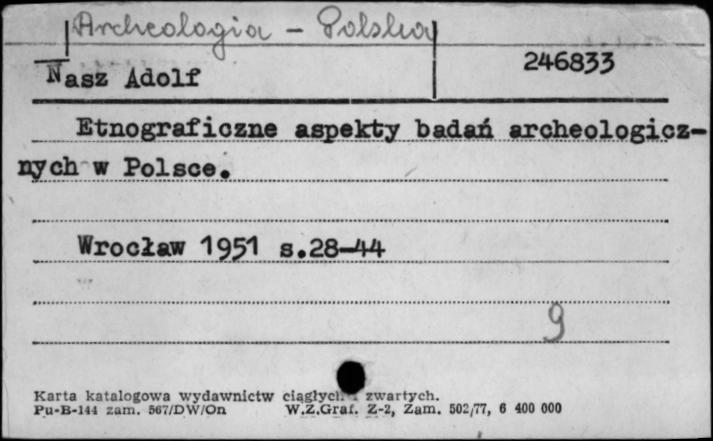 Archeologia - Polska
Nasz Adolf 246833
Etnograficzne aspekty badań archeologicz-
nych w Polsce.
Wrocław 1951 s.28-44
9
Karta katalogowa wydawnictw ciągłych i zwartych.
Pu-B-144 zam. 567/DW/On W.Z.Graf. Z-2, Zam. 502/77, 6 400 000